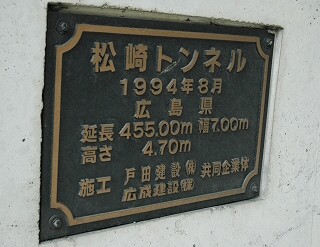 松崎トンネル
1994年8月
広島県
延長 455.00m 幅 7.00m
高さ 4.70m
施工 戸田建設㈱ 共同企業体
広成建設㈱